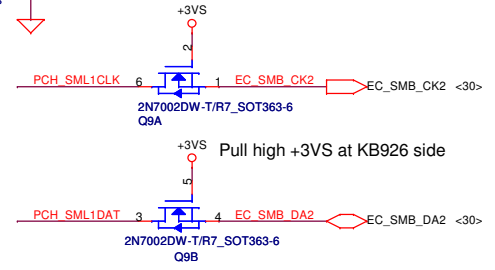 +3VS
2
PCH_SML1CLK 6 1 EC_SMB_CK2 EC_SMB_CK2 <30>
2N7002DW-T/R7_SOT363-6
Q9A
+3VS Pull high +3VS at KB926 side
5
PCH_SML1DAT 3 4 EC_SMB_DA2 EC_SMB_DA2 <30>
2N7002DW-T/R7_SOT363-6
Q9B